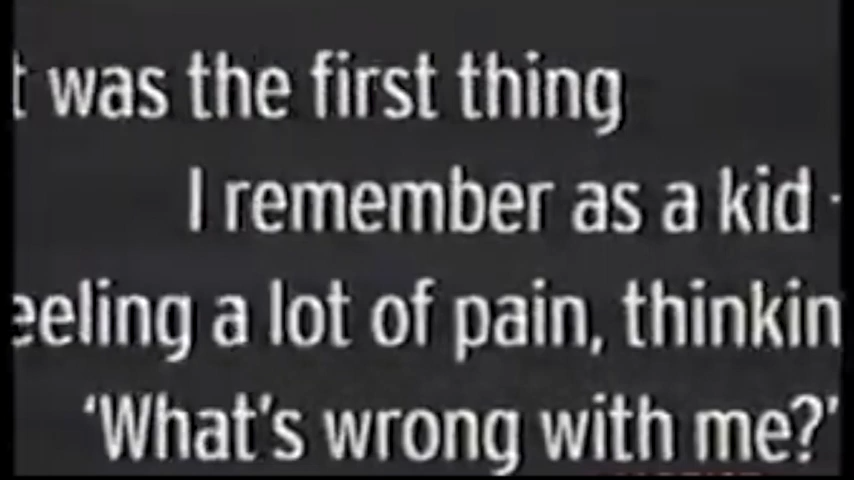 t was the first thing
I remember as a kid -
eeling a lot of pain, thinkin
‘What's wrong with me?’